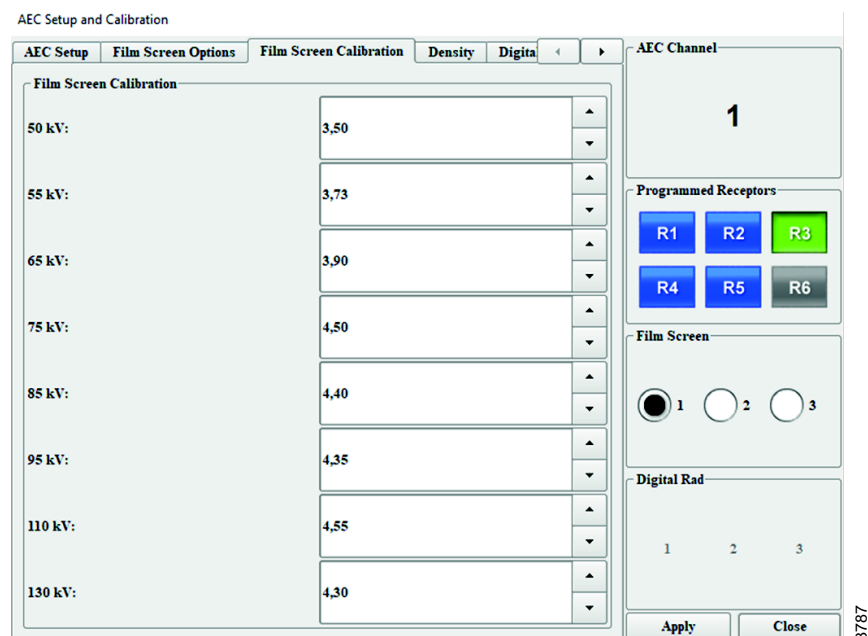 AEC Setup and Calibration
AEC Setup
Film Screen Options
Film Screen Calibration
Density
Digita
Film Screen Calibration
50 kV:
3,50
55 kV:
3,73
65 kV:
3,90
75 kV:
4,50
85 kV:
4,40
95 kV:
4,35
110 kV:
4,55
130 kV:
4,30
AEC Channel
1
Programmed Receptors
R1 R2 R3
R4 R5 R6
Film Screen
1 2 3
Digital Rad
1 2 3
Apply
Close